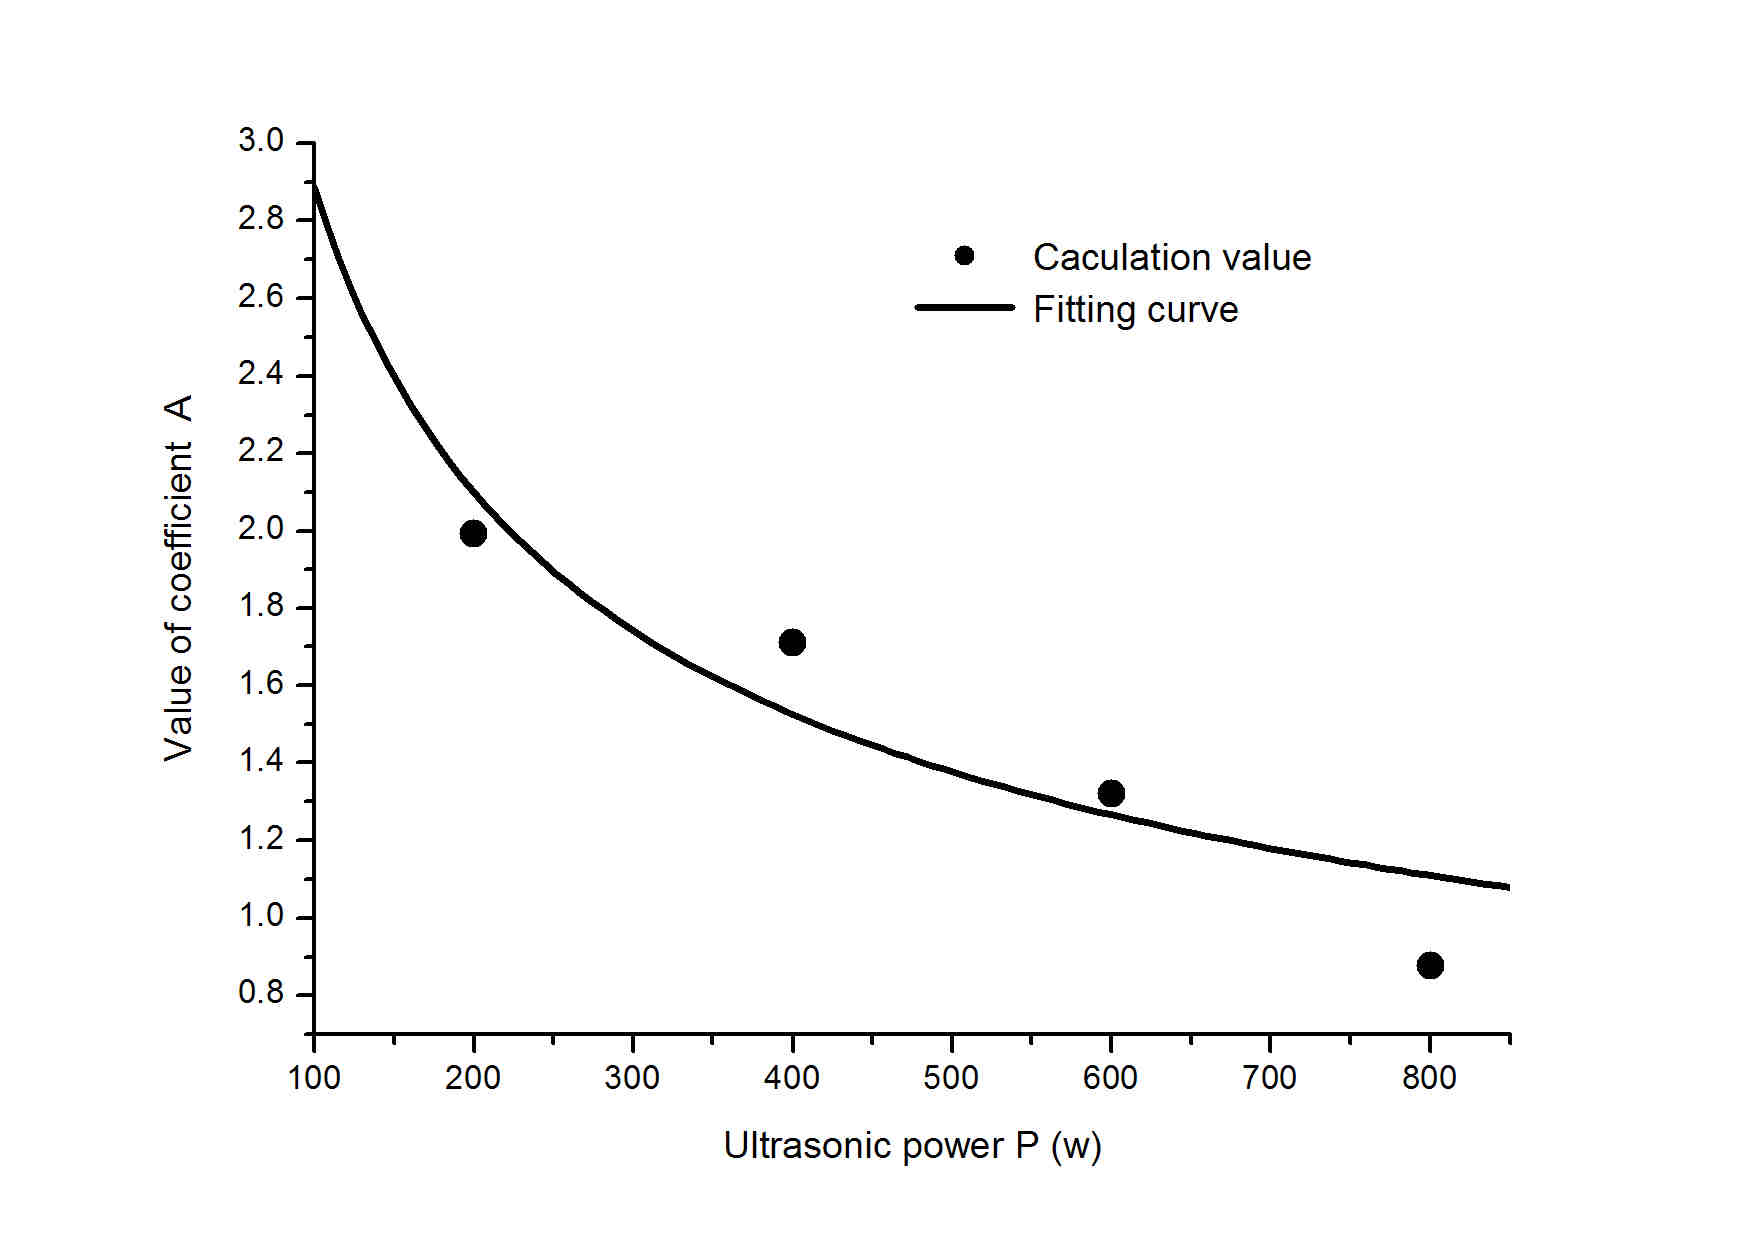 3.0
2.8
2.6
2.4
2.2
2.0
1.8
1.6
1.4
1.2
1.0
0.8
Value of coefficient A
Caculation value
Fitting curve
100 200 300 400 500 600 700 800
Ultrasonic power P (w)